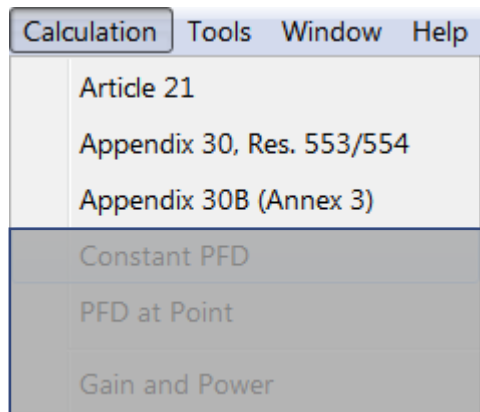 Calculation Tools Window Help
Article 21
Appendix 30, Res. 553/554
Appendix 30B (Annex 3)
Constant PFD
PFD at Point
Gain and Power